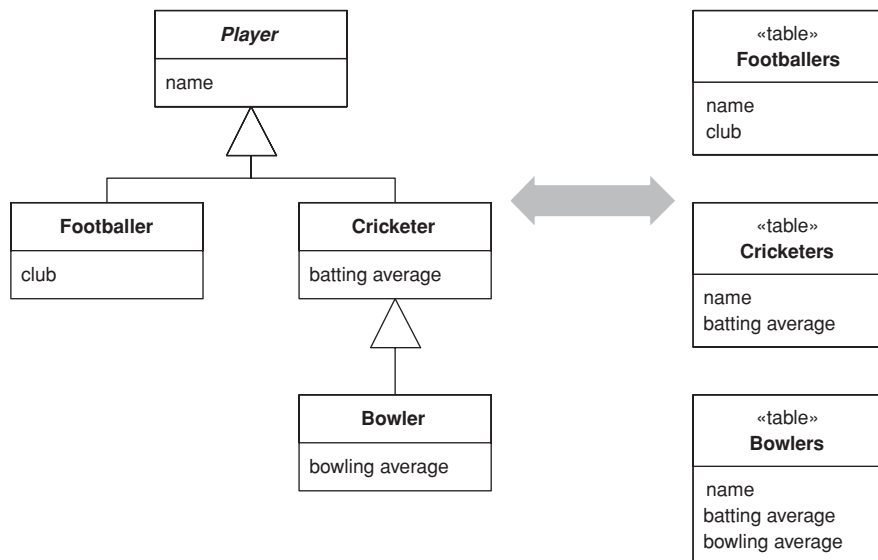 Player
name
Footballer
club
Cricketer
batting average
Bowler
bowling average
«table»
Footballers
name
club
«table»
Cricketers
name
batting average
«table»
Bowlers
name
batting average
bowling average